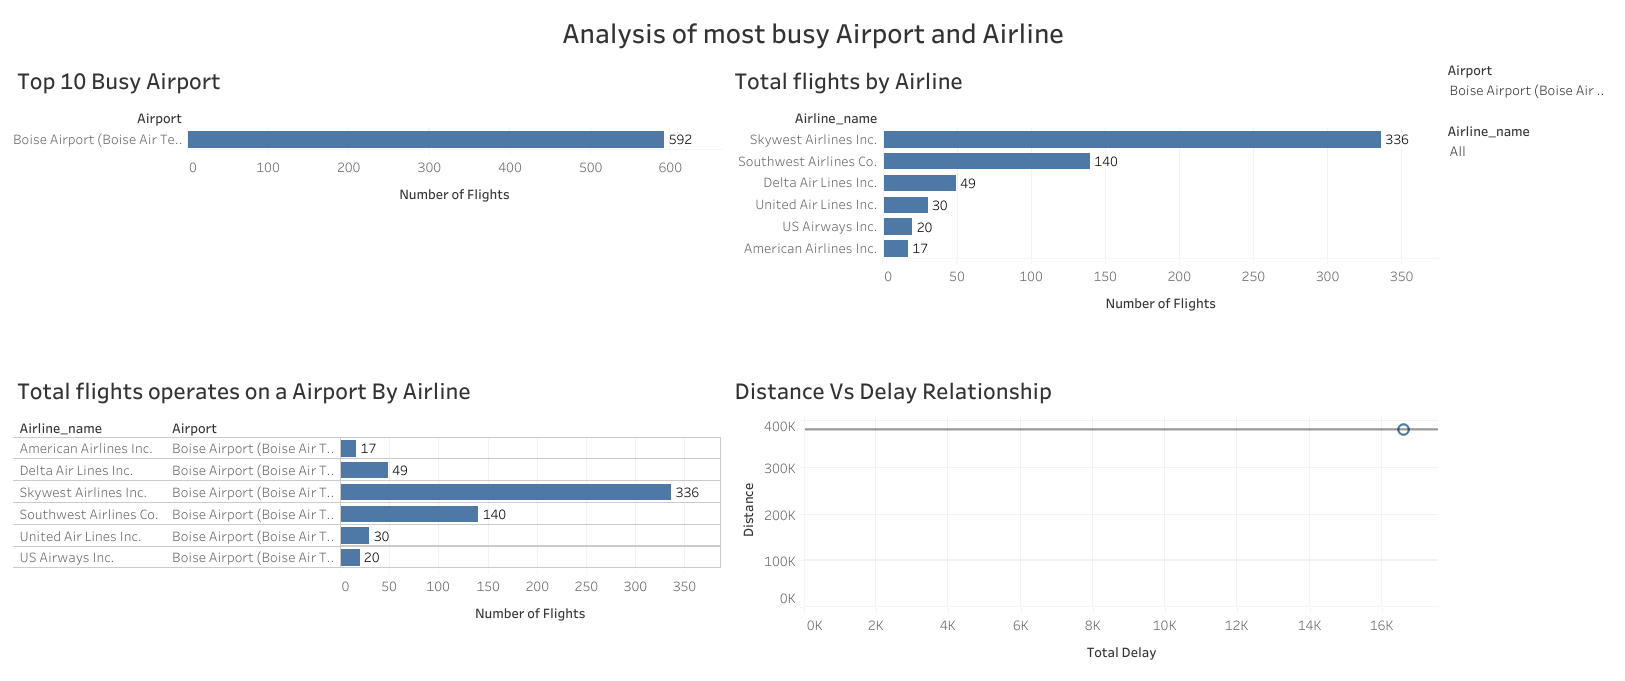 Analysis of most busy Airport and Airline
Top 10 Busy Airport
Airport
Boise Airport (Boise Air Te..
592
0 100 200 300 400 500 600
Number of Flights
Total flights by Airline
Airline_name
Skywest Airlines Inc. 336
Southwest Airlines Co. 140
Delta Air Lines Inc. 49
United Air Lines Inc. 30
US Airways Inc. 20
American Airlines Inc. 17
0 50 100 150 200 250 300 350
Number of Flights
Airport
Boise Airport (Boise Air ..
Airline_name
All
Total flights operates on a Airport By Airline
Airline_name Airport
American Airlines Inc. Boise Airport (Boise Air T.. 17
Delta Air Lines Inc. Boise Airport (Boise Air T.. 49
Skywest Airlines Inc. Boise Airport (Boise Air T.. 336
Southwest Airlines Co. Boise Airport (Boise Air T.. 140
United Air Lines Inc. Boise Airport (Boise Air T.. 30
US Airways Inc. Boise Airport (Boise Air T.. 20
0 50 100 150 200 250 300 350
Number of Flights
Distance Vs Delay Relationship
Distance
400K
300K
200K
100K
0K
0K 2K 4K 6K 8K 10K 12K 14K 16K
Total Delay